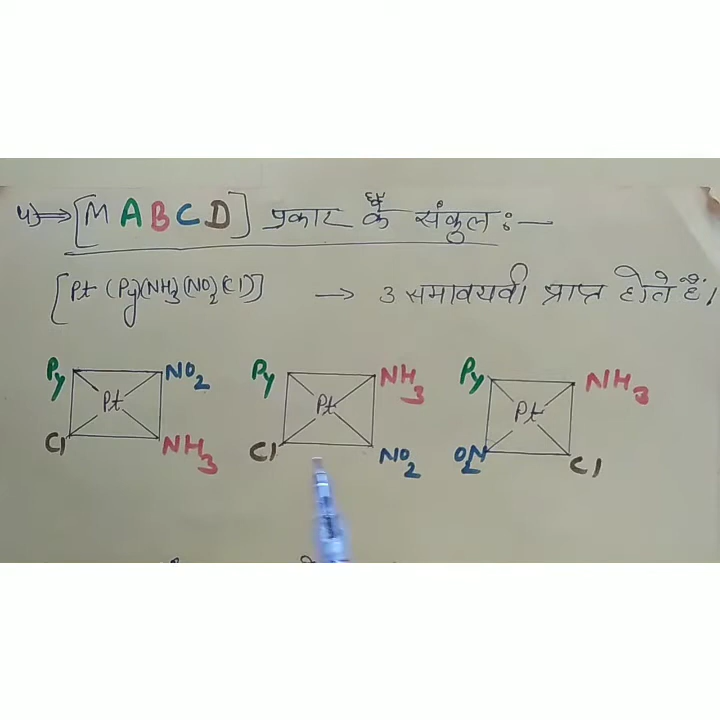 4) ⇒ [M A B C D] प्रकार के संकुल :—
[Pt (Py)(NH3)(NO2)(Cl)] → 3 समावयवी प्राप्त होते हैं।
Py NO2 Py NH3 Py NH3
Pt Pt Pt
Cl NH3 Cl NO2 O2N Cl